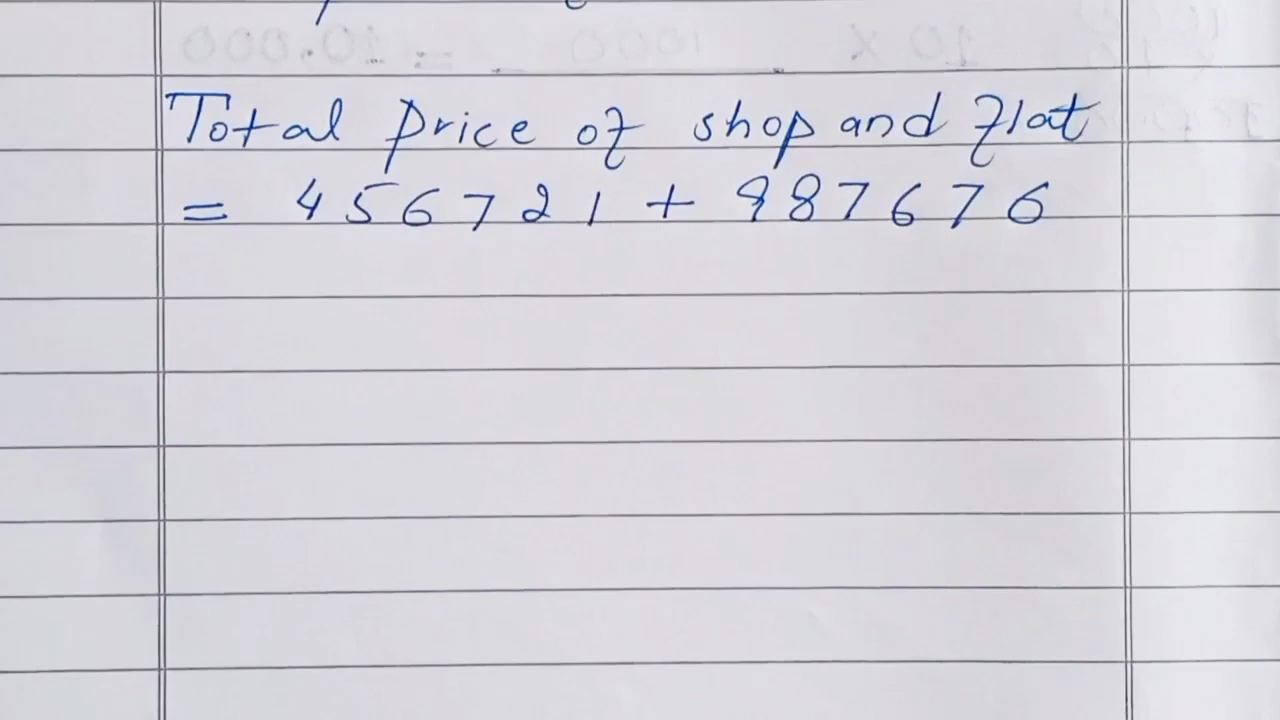 Total price of shop and flat
= 456721 + 987676